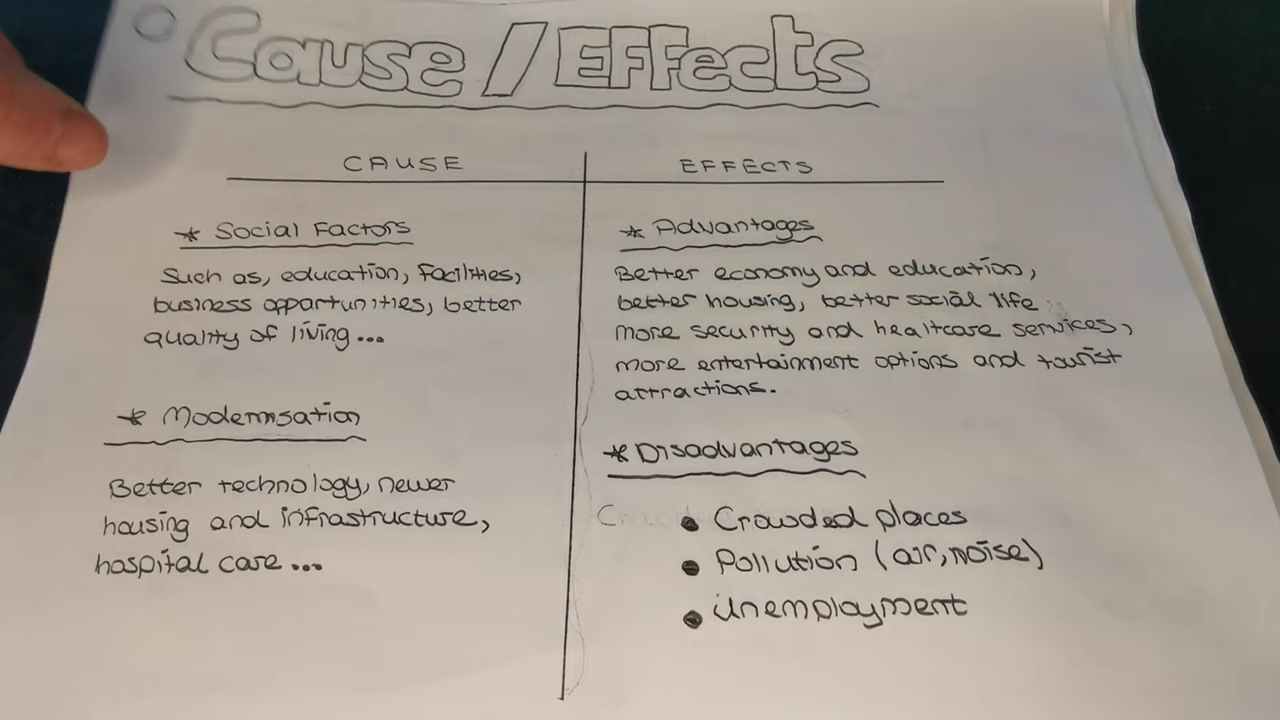 Cause / Effects
CAUSE
EFFECTS
* Social Factors
Such as, education, facilities,
business oppartunities, better
quality of living...
* Modernisation
Better technology, newer
housing and infrastructure,
hospital care...
* Advantages
Better economy and education,
better housing, better social life,
more security and healtcare services,
more entertainment options and tourist
attractions.
* Disadvantages
• Crowded places
• Pollution (air, noise)
• Unemployment